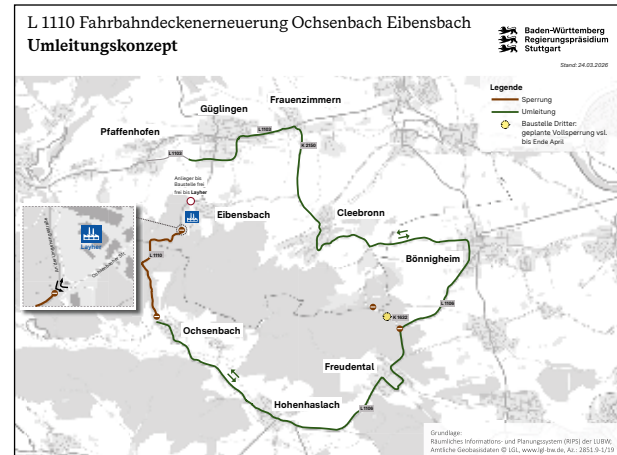 L 1110 Fahrbahndeckenerneuerung Ochsenbach Eibensbach
Umleitungskonzept
Baden-Württemberg
Regierungspräsidium
Stuttgart
Stand: 24.03.2026
Legende
Sperrung
Umleitung
Baustelle Dritter:
geplante Vollsperrung vsl.
bis Ende April
Frauenzimmern
Güglingen
Pfaffenhofen
L 1103
L 1103
K 2150
Anlieger bis
Baustelle frei
frei bis Layher
Eibensbach
Cleebronn
Layher
Ochsenbacher Str.
L 1110
Bönnigheim
L 1106
K 1632
Ochsenbach
Freudental
Hohenhaslach
L 1106
Grundlage:
Räumliches Informations- und Planungssystem (RIPS) der LUBW;
Amtliche Geobasisdaten © LGL, www.lgl-bw.de, Az.: 2851.9-1/19